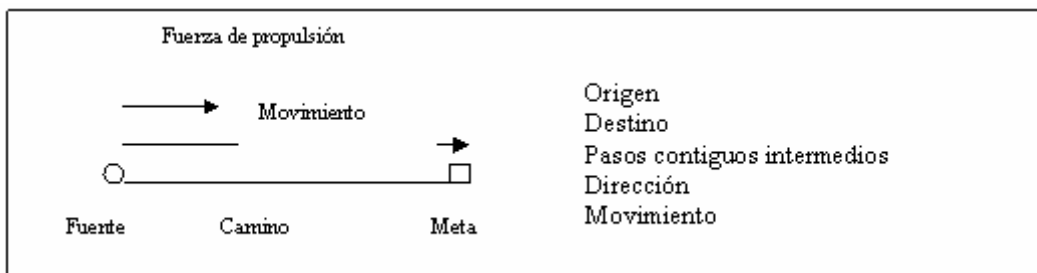 Fuerza de propulsión
Movimiento
Fuente Camino Meta
Origen
Destino
Pasos contiguos intermedios
Dirección
Movimiento